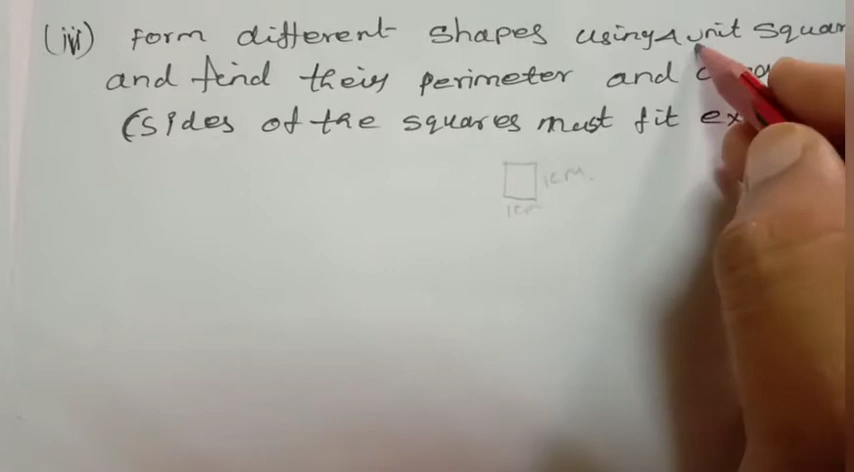 (iii) form different shapes using 4 unit squar
and find their perimeter and
(sides of the squares must fit ex
1cm.
1cm